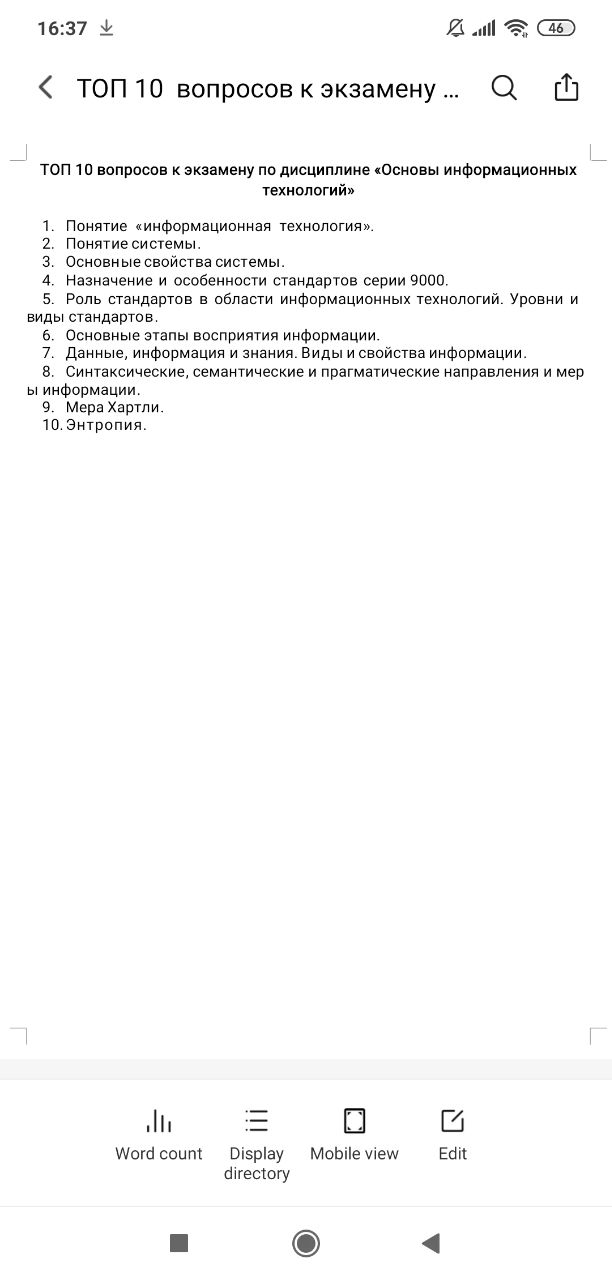 16:37
46
ТОП 10 вопросов к экзамену ...
ТОП 10 вопросов к экзамену по дисциплине «Основы информационных
технологий»
1. Понятие «информационная технология».
2. Понятие системы.
3. Основные свойства системы.
4. Назначение и особенности стандартов серии 9000.
5. Роль стандартов в области информационных технологий. Уровни и
виды стандартов.
6. Основные этапы восприятия информации.
7. Данные, информация и знания. Виды и свойства информации.
8. Синтаксические, семантические и прагматические направления и мер
ы информации.
9. Мера Хартли.
10. Энтропия.
Word count
Display
directory
Mobile view
Edit